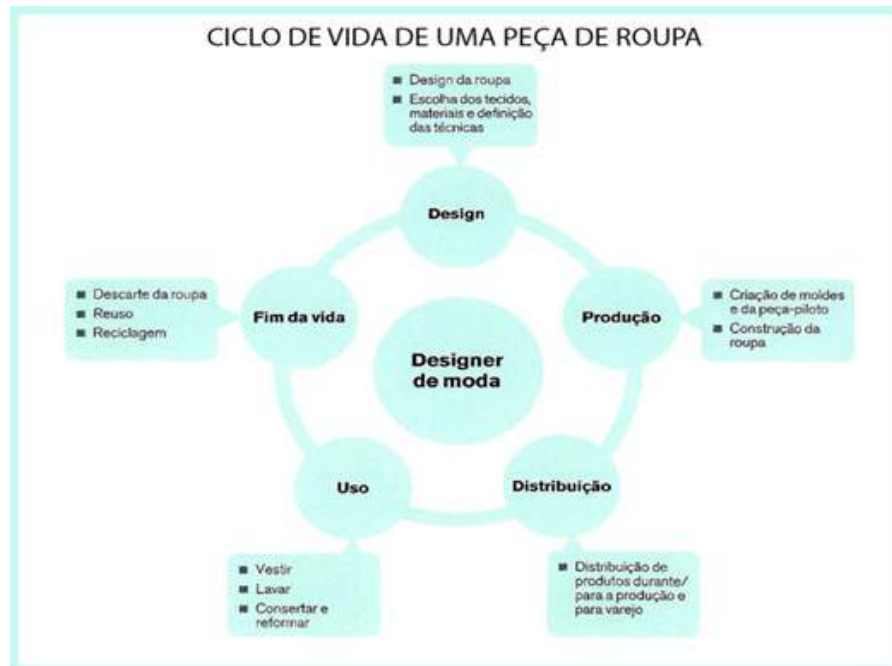 CICLO DE VIDA DE UMA PEÇA DE ROUPA
■ Design da roupa
■ Escolha dos tecidos,
materiais e definição
das técnicas
Design
■ Descarte da roupa
■ Reuso
■ Reciclagem
Fim da vida
Produção
■ Criação de moldes
e da peça-piloto
■ Construção da
roupa
Designer
de moda
Uso
Distribuição
■ Vestir
■ Lavar
■ Consertar e
reformar
■ Distribuição de
produtos durante/
para a produção e
para varejo